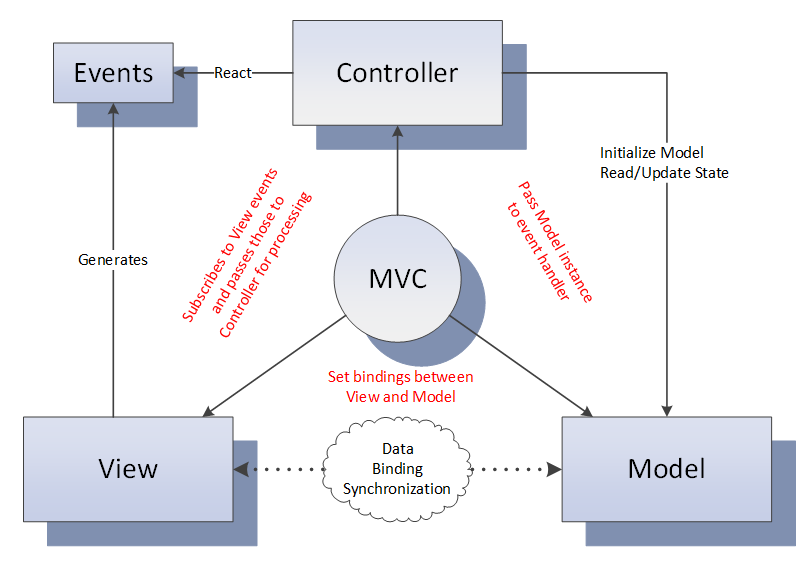 Events
React
Controller
Initialize Model
Read/Update State
Subscribes to View events
and passes those to
Controller for processing
Pass Model instance
to event handler
Generates
MVC
Set bindings between
View and Model
View
Data
Binding
Synchronization
Model